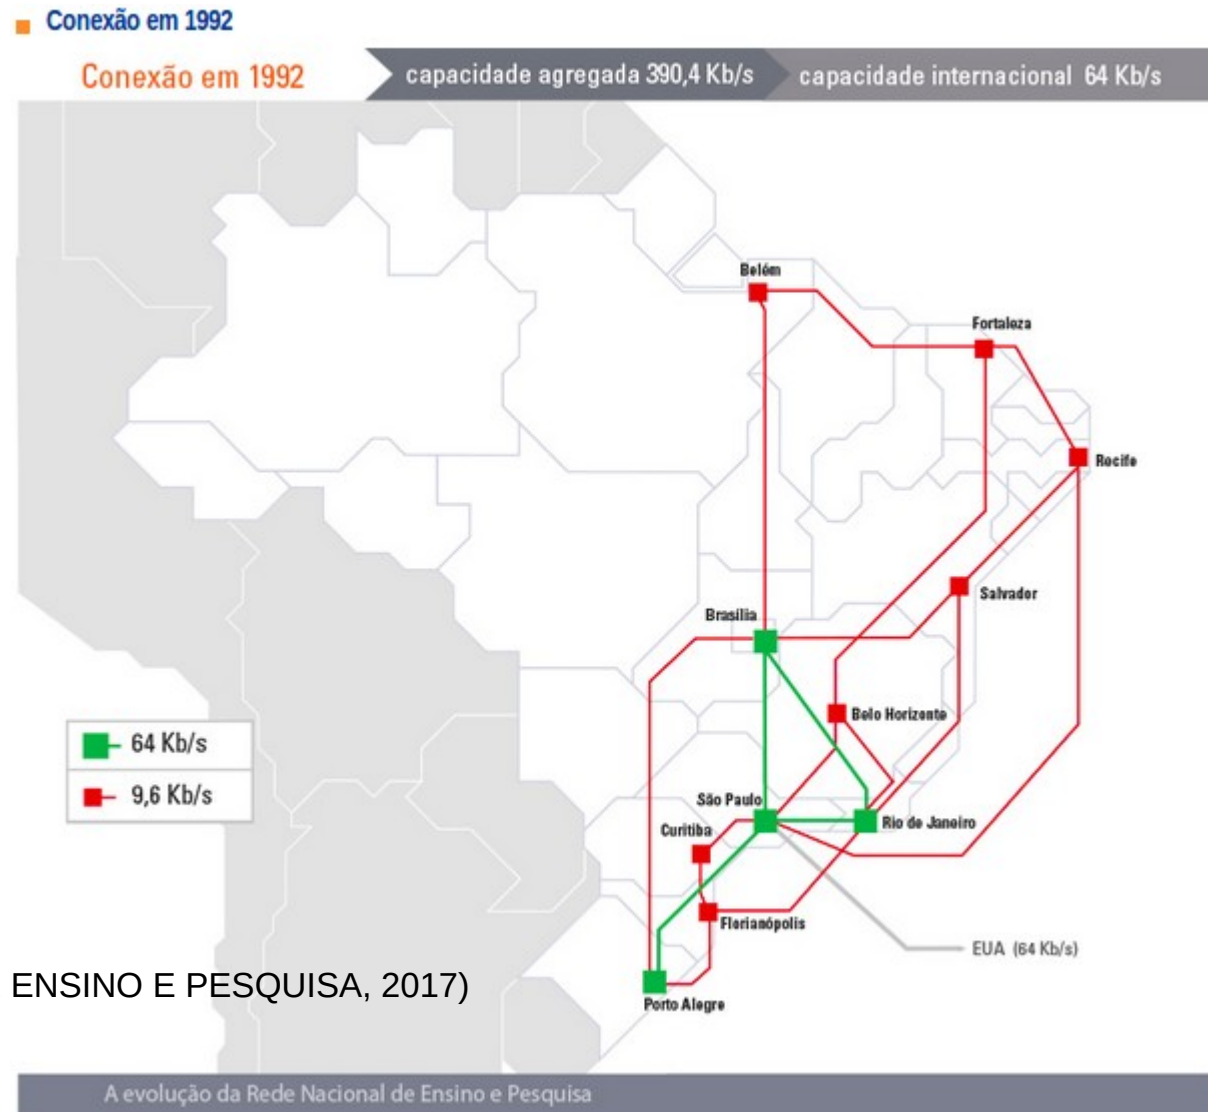 Conexão em 1992
Conexão em 1992
capacidade agregada 390,4 Kb/s
capacidade internacional 64 Kb/s
Belém
Fortaleza
Recife
Salvador
Brasília
Belo Horizonte
64 Kb/s
9,6 Kb/s
São Paulo
Rio de Janeiro
Curitiba
Florianópolis
EUA (64 Kb/s)
ENSINO E PESQUISA, 2017)
Porto Alegre
A evolução da Rede Nacional de Ensino e Pesquisa